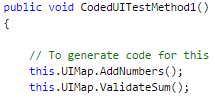 public void CodedUITestMethod1()
{
// To generate code for this
this.UIMap.AddNumbers();
this.UIMap.ValidateSum();